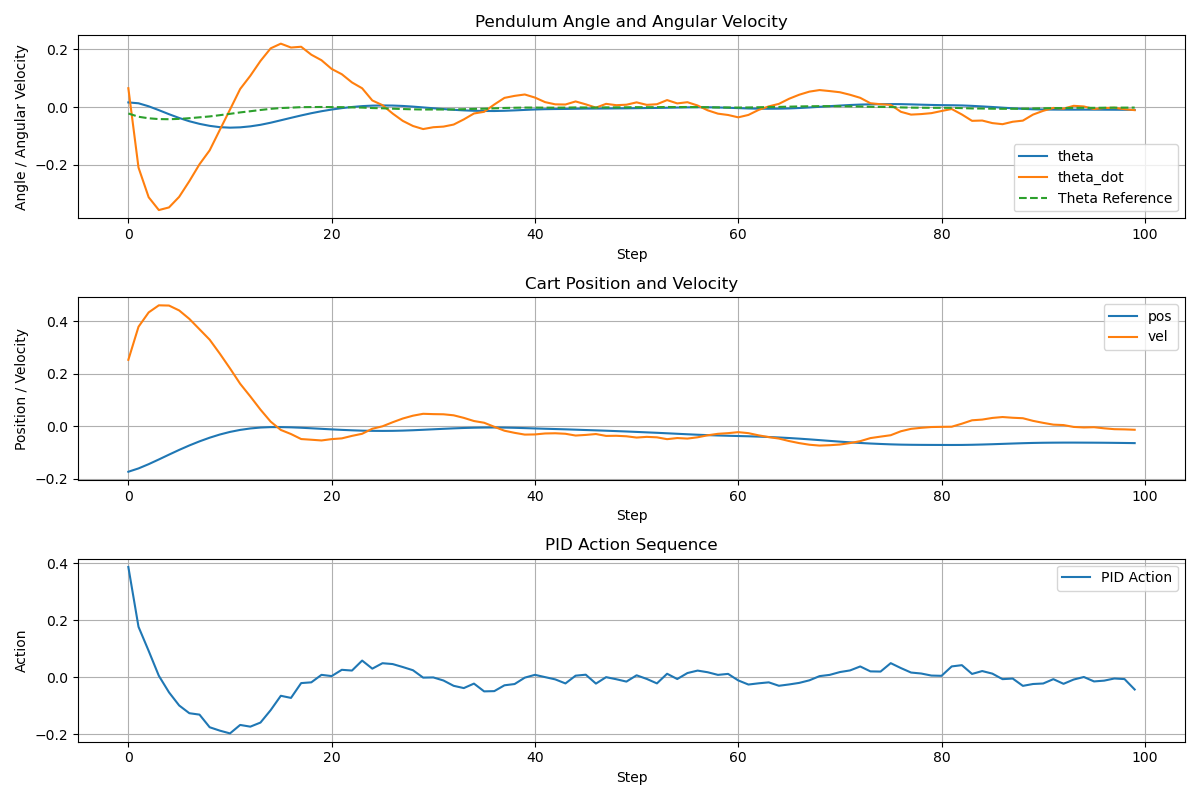 Pendulum Angle and Angular Velocity
Angle / Angular Velocity
0.2
0.0
−0.2
theta
theta_dot
Theta Reference
0 20 40 60 80 100
Step
Cart Position and Velocity
Position / Velocity
0.4
0.2
0.0
−0.2
pos
vel
0 20 40 60 80 100
Step
PID Action Sequence
Action
0.4
0.2
0.0
−0.2
PID Action
0 20 40 60 80 100
Step